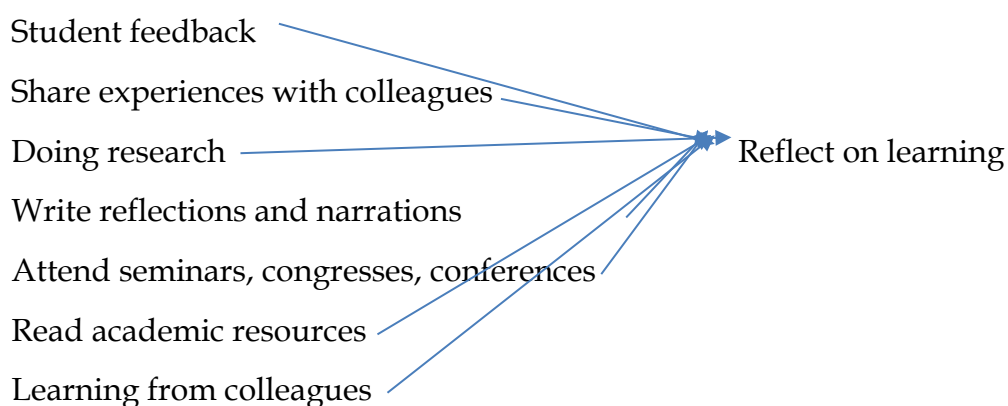 Student feedback
Share experiences with colleagues
Doing research
Reflect on learning
Write reflections and narrations
Attend seminars, congresses, conferences
Read academic resources
Learning from colleagues